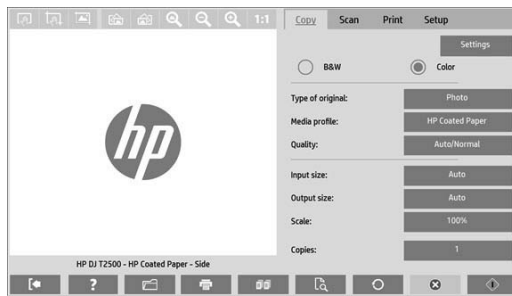 1:1
Copy Scan Print Setup
Settings
B&W Color
Type of original: Photo
Media profile: HP Coated Paper
Quality: Auto/Normal
Input size: Auto
Output size: Auto
Scale: 100%
Copies: 1
hp
HP DJ T2500 - HP Coated Paper - Side
?